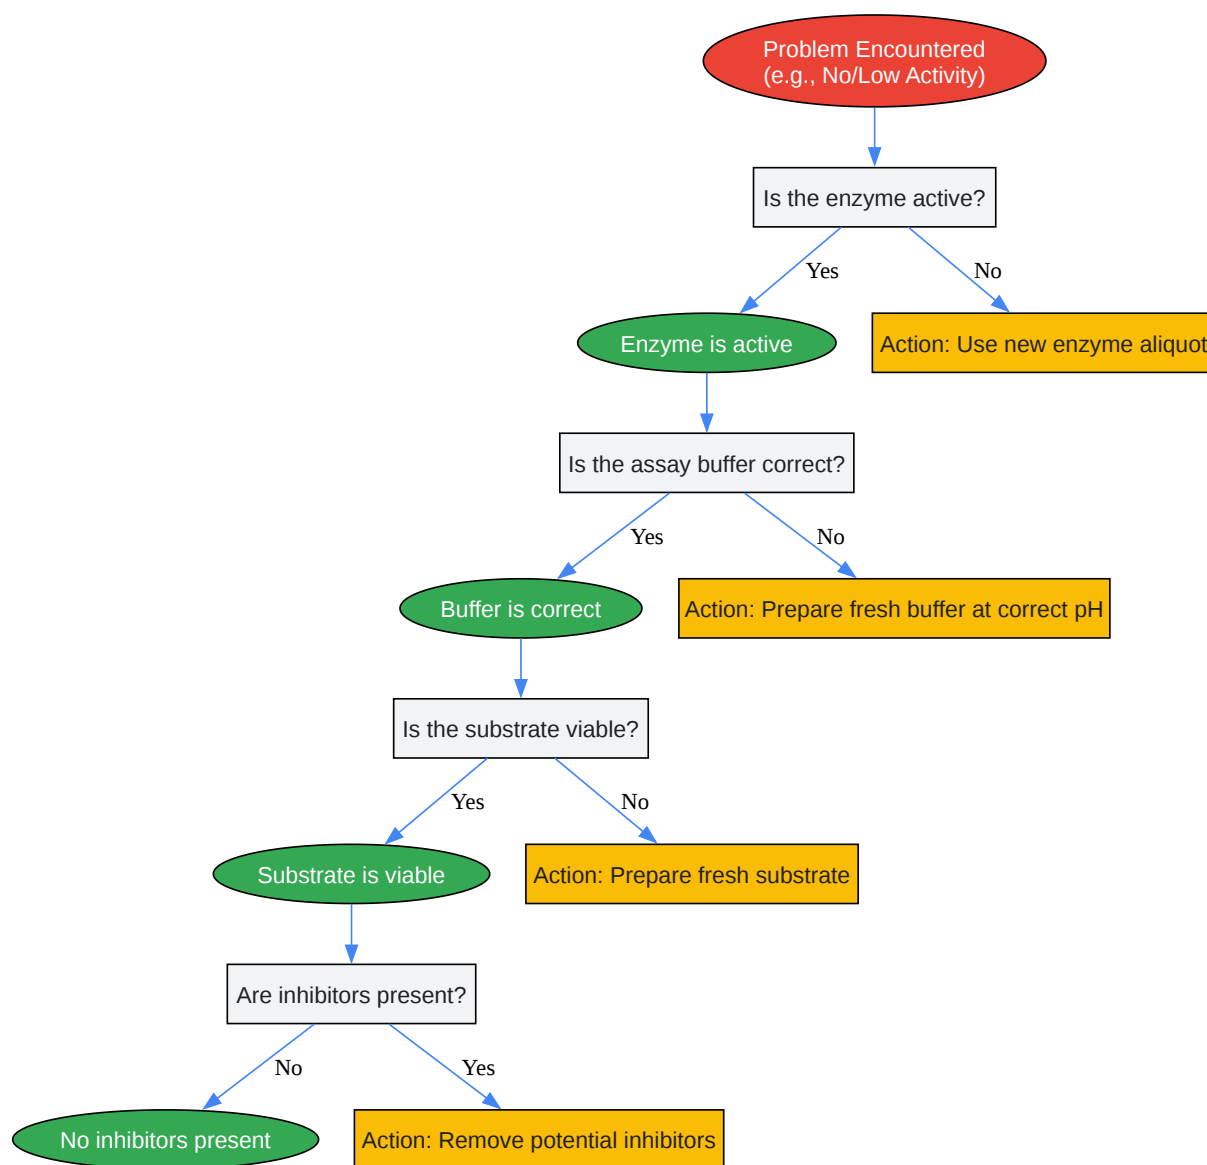 Problem Encountered
(e.g., No/Low Activity)
Is the enzyme active?
Yes
No
Enzyme is active
Action: Use new enzyme aliquot
Is the assay buffer correct?
Yes
No
Buffer is correct
Action: Prepare fresh buffer at correct pH
Is the substrate viable?
Yes
No
Substrate is viable
Action: Prepare fresh substrate
Are inhibitors present?
No
Yes
No inhibitors present
Action: Remove potential inhibitors